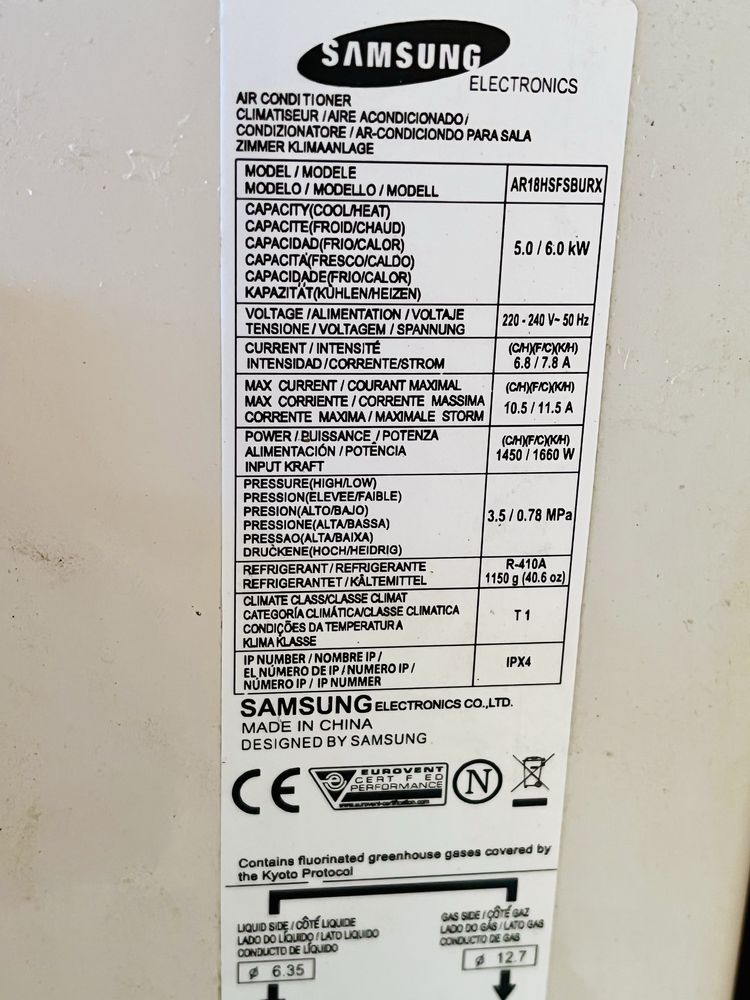 SAMSUNG
ELECTRONICS
AIR CONDITIONER
CLIMATISEUR / AIRE ACONDICIONADO /
CONDIZIONATORE / AR-CONDICIONDO PARA SALA
ZIMMER KLIMAANLAGE
MODEL / MODELE
MODELO / MODELLO / MODELL
AR18HSFSBURX
CAPACITY(COOL/HEAT)
CAPACITE(FROID/CHAUD)
CAPACIDAD(FRIO/CALOR)
CAPACITÀ(FRESCO/CALDO)
CAPACIDADE(FRIO/CALOR)
KAPAZITÄT(KÜHLEN/HEIZEN)
5.0 / 6.0 kW
VOLTAGE / ALIMENTATION / VOLTAJE
TENSIONE / VOLTAGEM / SPANNUNG
220 - 240 V~ 50 Hz
CURRENT / INTENSITÉ
INTENSIDAD / CORRENTE/STROM
(C/H)(F/C)(K/H)
6.8 / 7.8 A
MAX CURRENT / COURANT MAXIMAL
MAX CORRIENTE / CORRENTE MASSIMA
CORRENTE MAXIMA / MAXIMALE STORM
(C/H)(F/C)(K/H)
10.5 / 11.5 A
POWER / PUISSANCE / POTENZA
ALIMENTACIÓN / POTÊNCIA
INPUT KRAFT
(C/H)(F/C)(K/H)
1450 / 1660 W
PRESSURE(HIGH/LOW)
PRESSION(ELEVEE/FAIBLE)
PRESION(ALTO/BAJO)
PRESSIONE(ALTA/BASSA)
PRESSAO(ALTA/BAIXA)
DRUCKENE(HOCH/HEIDRIG)
3.5 / 0.78 MPa
REFRIGERANT / REFRIGERANTE
REFRIGERANTET / KÄLTEMITTEL
R-410A
1150 g (40.6 oz)
CLIMATE CLASS/CLASSE CLIMAT
CATEGORÍA CLIMÁTICA/CLASSE CLIMATICA
CONDIÇÕES DA TEMPERATURA
KLIMA KLASSE
T 1
IP NUMBER / NOMBRE IP /
EL NÚMERO DE IP / NUMERO IP /
NÚMERO IP / IP NUMMER
IPX4
SAMSUNG ELECTRONICS CO.,LTD.
MADE IN CHINA
DESIGNED BY SAMSUNG
CE
EUROVENT
CERTIFIED
PERFORMANCE
www.eurovent-certification.com
N
Contains fluorinated greenhouse gases covered by
the Kyoto Protocol
LIQUID SIDE / CÔTÉ LIQUIDE
LADO DO LÍQUIDO / LATO LIQUIDO
CONDUCTO DE LÍQUIDO
ø 6.35
GAS SIDE / CÔTÉ GAZ
LADO DO GÁS / LATO GAS
CONDUCTO DE GAS
ø 12.7